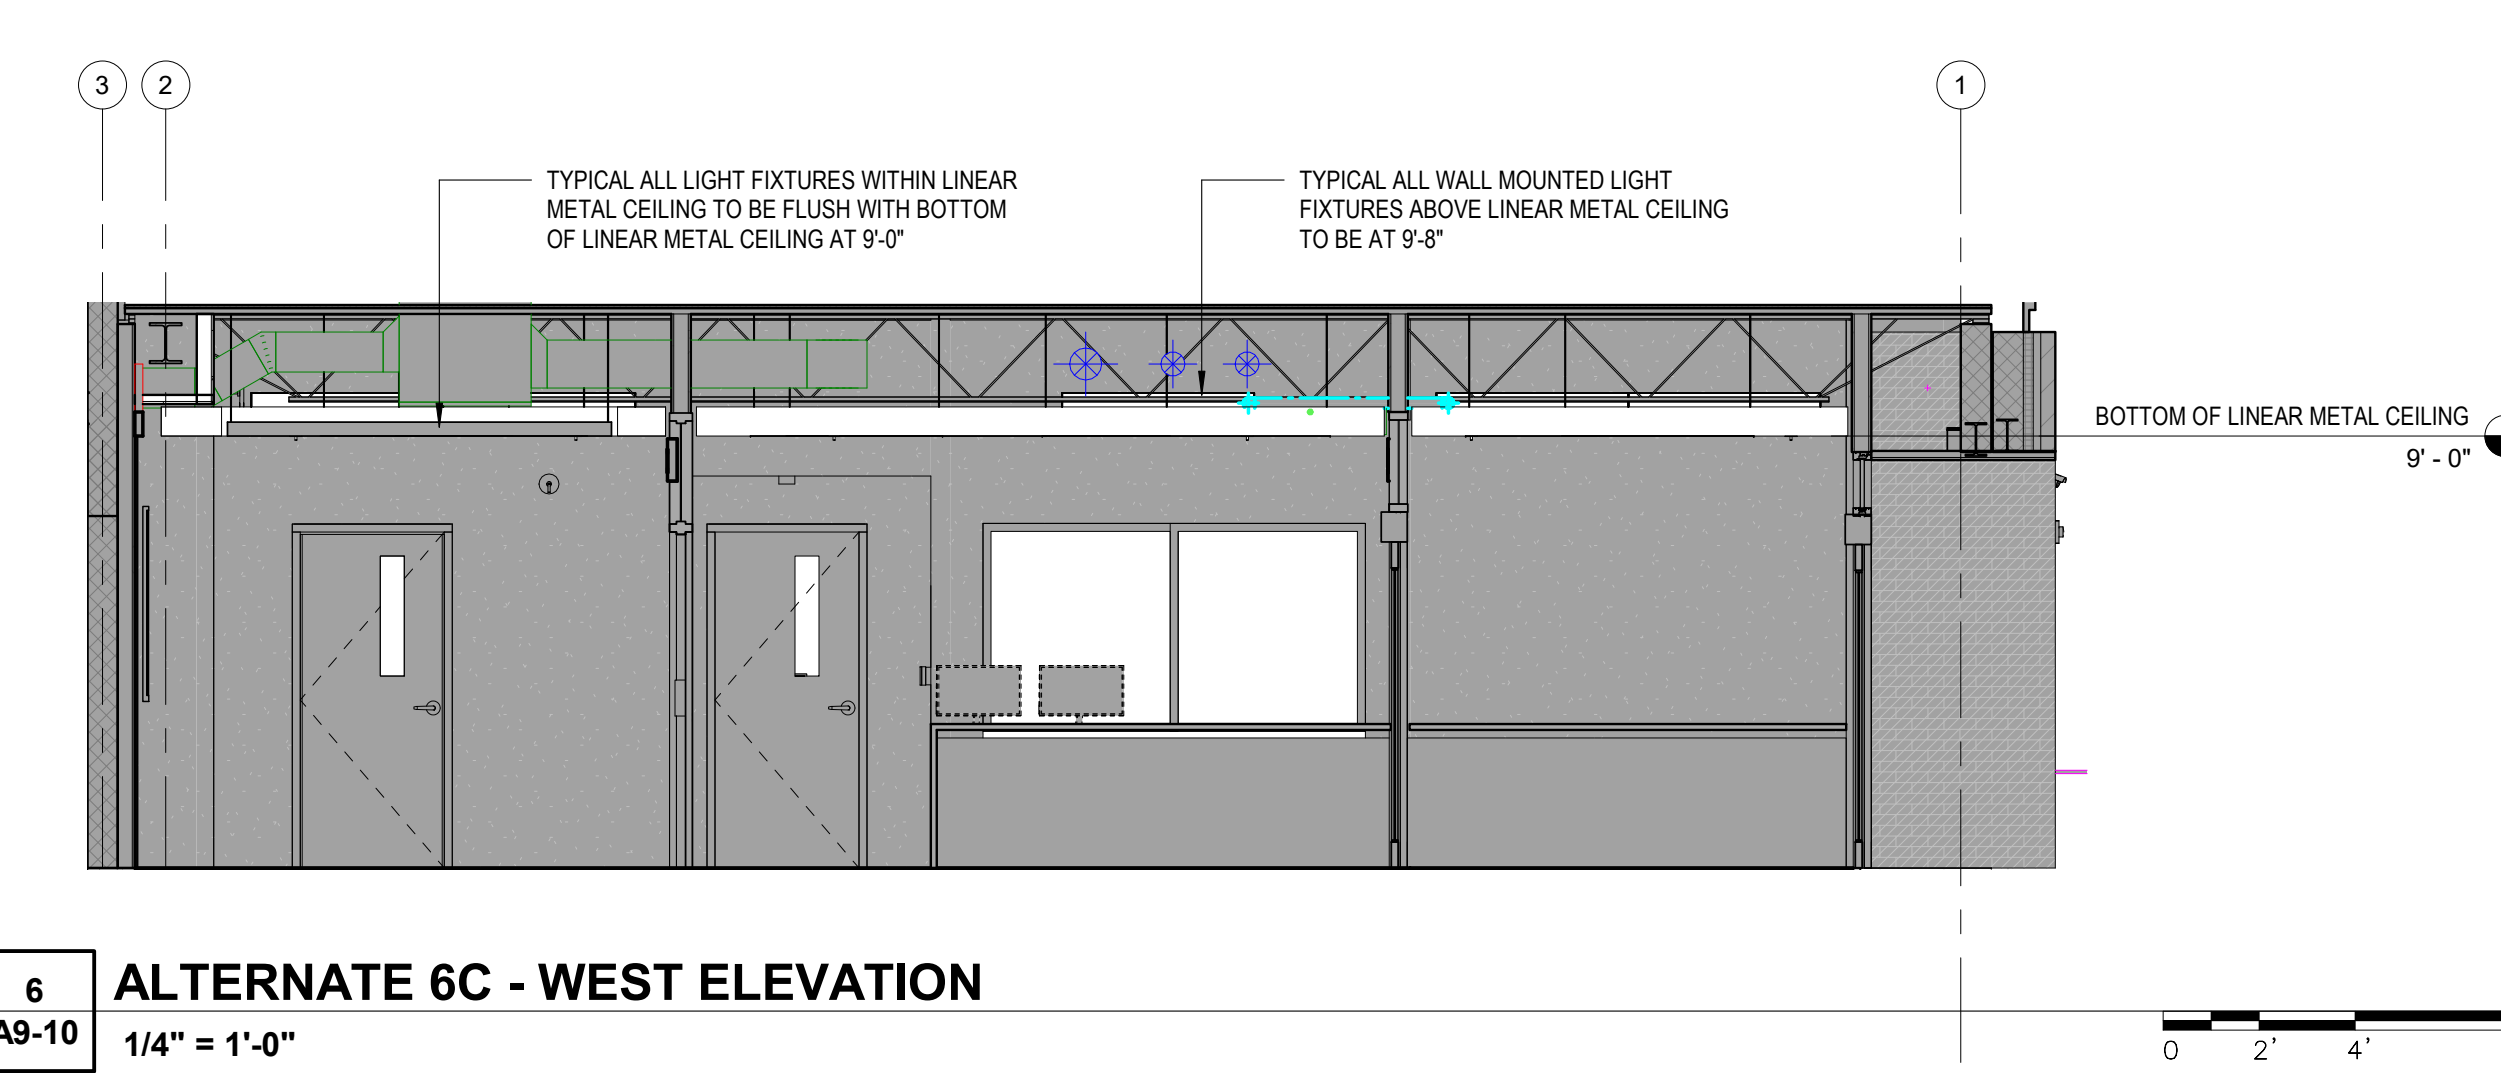 3
2
1
TYPICAL ALL LIGHT FIXTURES WITHIN LINEAR
METAL CEILING TO BE FLUSH WITH BOTTOM
OF LINEAR METAL CEILING AT 9'-0"
TYPICAL ALL WALL MOUNTED LIGHT
FIXTURES ABOVE LINEAR METAL CEILING
TO BE AT 9'-8"
BOTTOM OF LINEAR METAL CEILING
9' - 0"
6
A9-10
ALTERNATE 6C - WEST ELEVATION
1/4" = 1'-0"
0
2'
4'